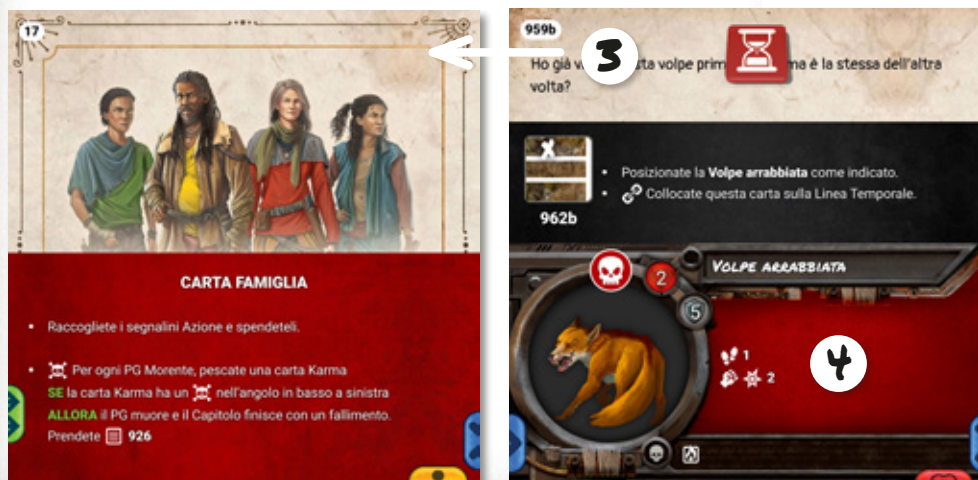 17
CARTA FAMIGLIA
Raccogliete i segnalini Azione e spendeteli.
Per ogni PG Morente, pescate una carta Karma
SE la carta Karma ha un nell'angolo in basso a sinistra
ALLORA il PG muore e il Capitolo finisce con un fallimento.
Prendete 926
3
959b
Ho già sta volpe prim ma è la stessa dell'altra
volta?
Posizionate la Volpe arrabbiata come indicato.
Collocate questa carta sulla Linea Temporale.
962b
VOLPE ARRABBIATA
2
5
1
2
4